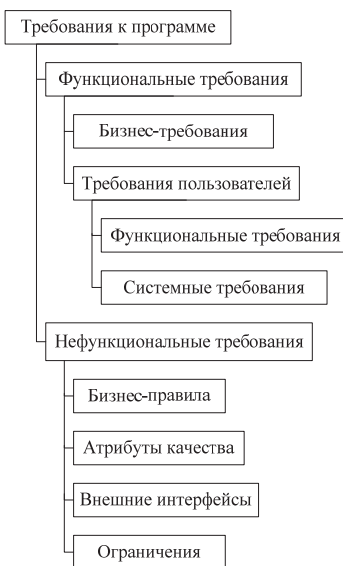 Требования к программе
Функциональные требования
Бизнес-требования
Требования пользователей
Функциональные требования
Системные требования
Нефункциональные требования
Бизнес-правила
Атрибуты качества
Внешние интерфейсы
Ограничения